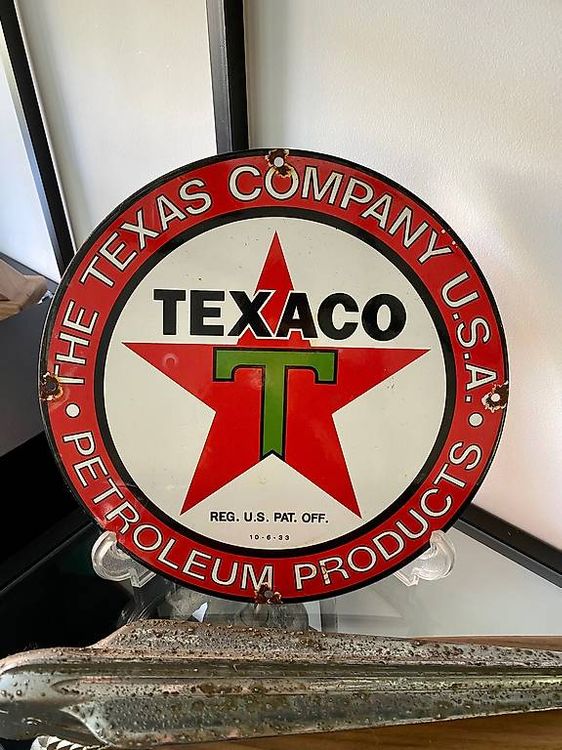 THE TEXAS COMPANY U.S.A.
TEXACO
T
REG. U.S. PAT. OFF.
10-6-33
• PETROLEUM PRODUCTS •